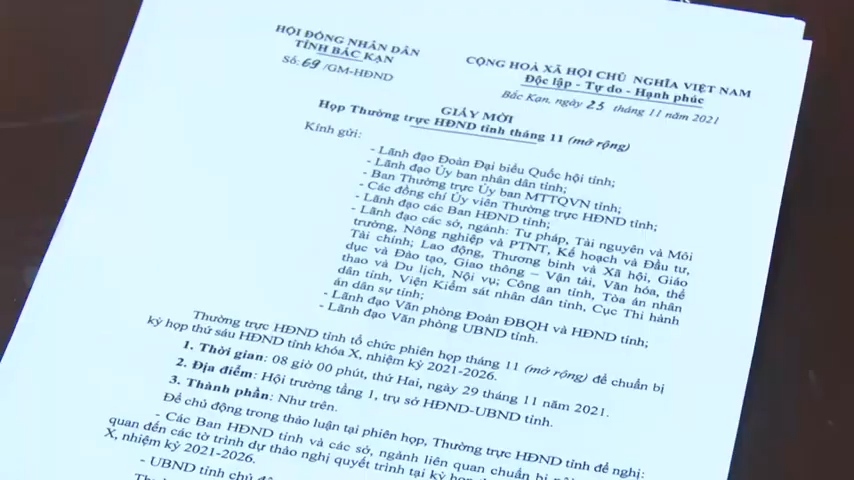 HỘI ĐỒNG NHÂN DÂN
TỈNH BẮC KẠN
Số: 69 /GM-HĐND
CỘNG HOÀ XÃ HỘI CHỦ NGHĨA VIỆT NAM
Độc lập - Tự do - Hạnh phúc
Bắc Kạn, ngày 25 tháng 11 năm 2021
GIẤY MỜI
Họp Thường trực HĐND tỉnh tháng 11 (mở rộng)
Kính gửi:
- Lãnh đạo Đoàn Đại biểu Quốc hội tỉnh;
- Lãnh đạo Ủy ban nhân dân tỉnh;
- Ban Thường trực Ủy ban MTTQVN tỉnh;
- Các đồng chí Ủy viên Thường trực HĐND tỉnh;
- Lãnh đạo các Ban HĐND tỉnh;
- Lãnh đạo các sở, ngành: Tư pháp, Tài nguyên và Môi
trường, Nông nghiệp và PTNT, Kế hoạch và Đầu tư,
Tài chính; Lao động, Thương binh và Xã hội, Giáo
dục và Đào tạo, Giao thông – Vận tải, Văn hóa, thể
thao và Du lịch, Nội vụ; Công an tỉnh, Tòa án nhân
dân tỉnh, Viện Kiểm sát nhân dân tỉnh, Cục Thi hành
án dân sự tỉnh;
- Lãnh đạo Văn phòng Đoàn ĐBQH và HĐND tỉnh;
- Lãnh đạo Văn phòng UBND tỉnh.
Thường trực HĐND tỉnh tổ chức phiên họp tháng 11 (mở rộng) để chuẩn bị
kỳ họp thứ sáu HĐND tỉnh khóa X, nhiệm kỳ 2021-2026.
1. Thời gian: 08 giờ 00 phút, thứ Hai, ngày 29 tháng 11 năm 2021.
2. Địa điểm: Hội trường tầng 1, trụ sở HĐND-UBND tỉnh.
3. Thành phần: Như trên.
Để chủ động trong thảo luận tại phiên họp, Thường trực HĐND tỉnh đề nghị:
- Các Ban HĐND tỉnh và các sở, ngành liên quan chuẩn bị
quan đến các tờ trình dự thảo nghị quyết trình tại kỳ họp
X, nhiệm kỳ 2021-2026.
- UBND tỉnh chủ